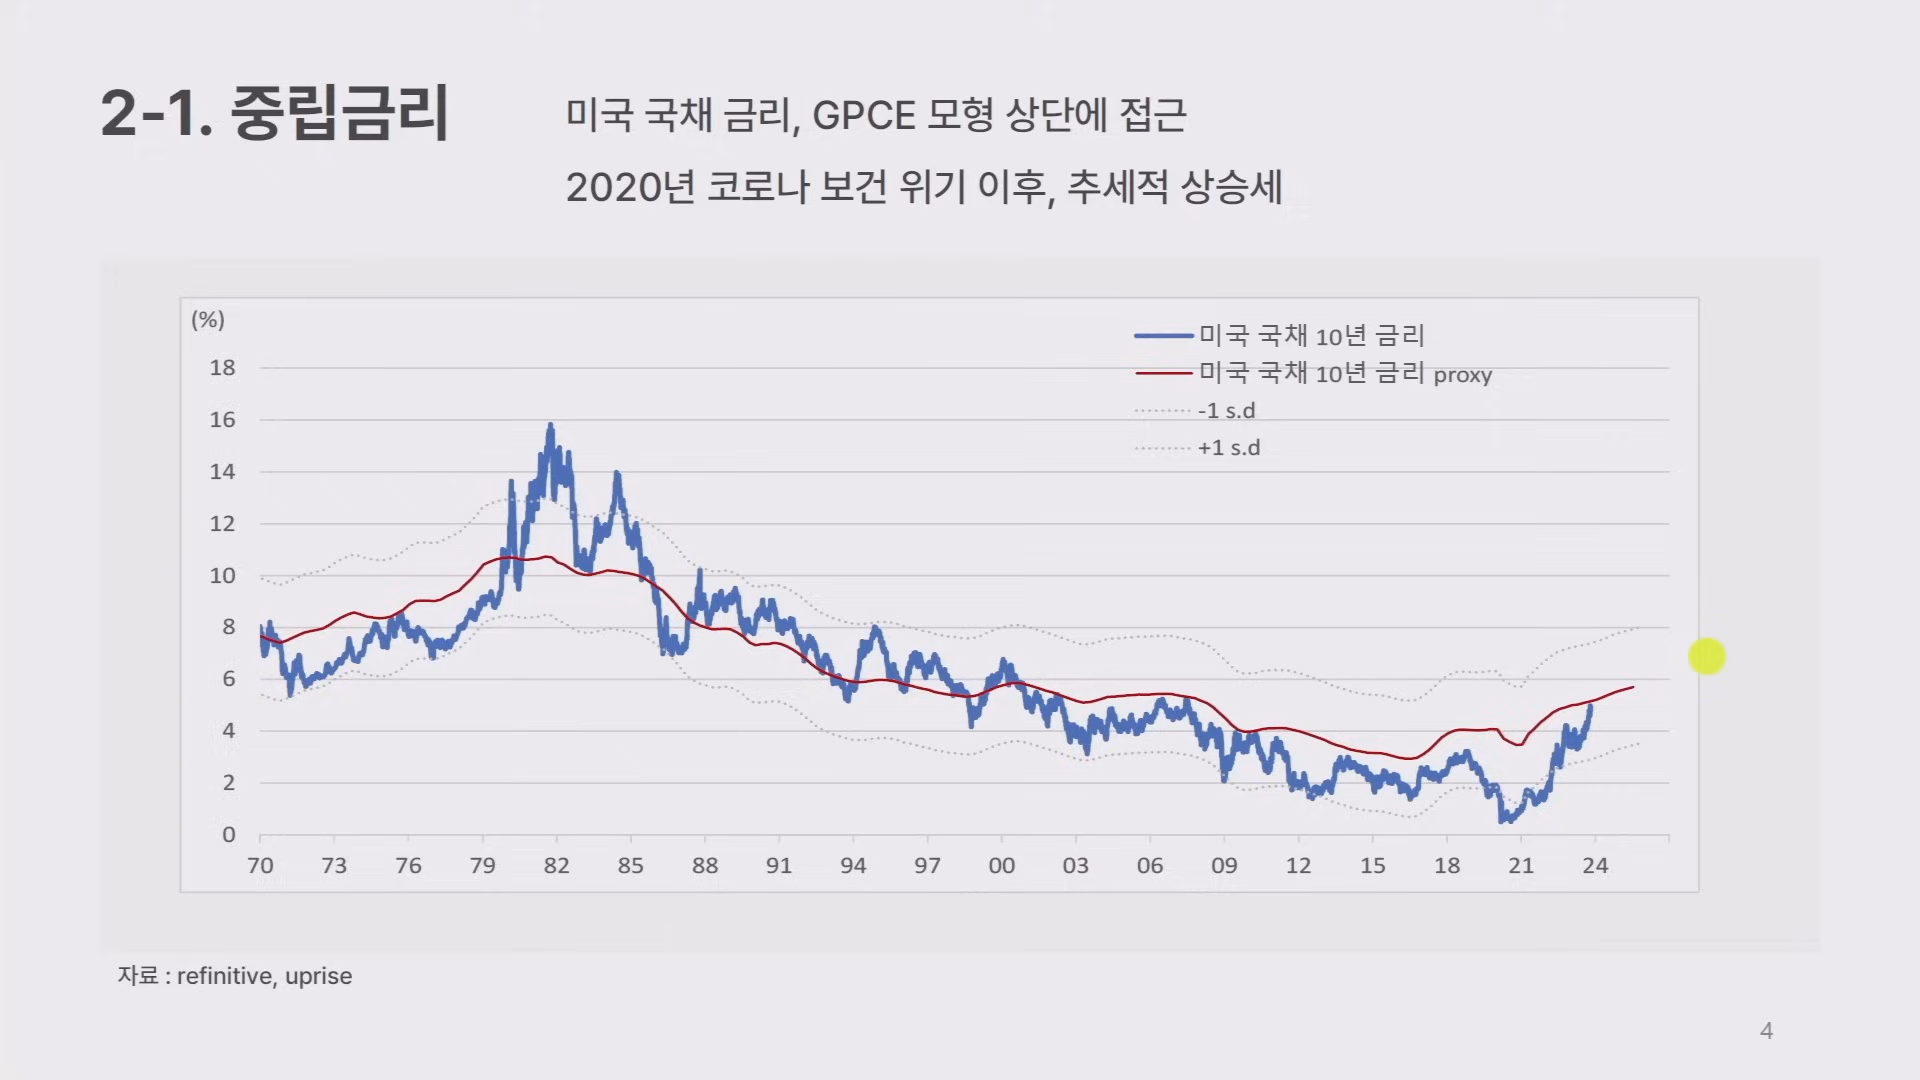 2-1. 중립금리
미국 국채 금리, GPCE 모형 상단에 접근
2020년 코로나 보건 위기 이후, 추세적 상승세
(%)
미국 국채 10년 금리
미국 국채 10년 금리 proxy
-1 s.d
+1 s.d
18
16
14
12
10
8
6
4
2
0
70 73 76 79 82 85 88 91 94 97 00 03 06 09 12 15 18 21 24
자료 : refinitive, uprise
4